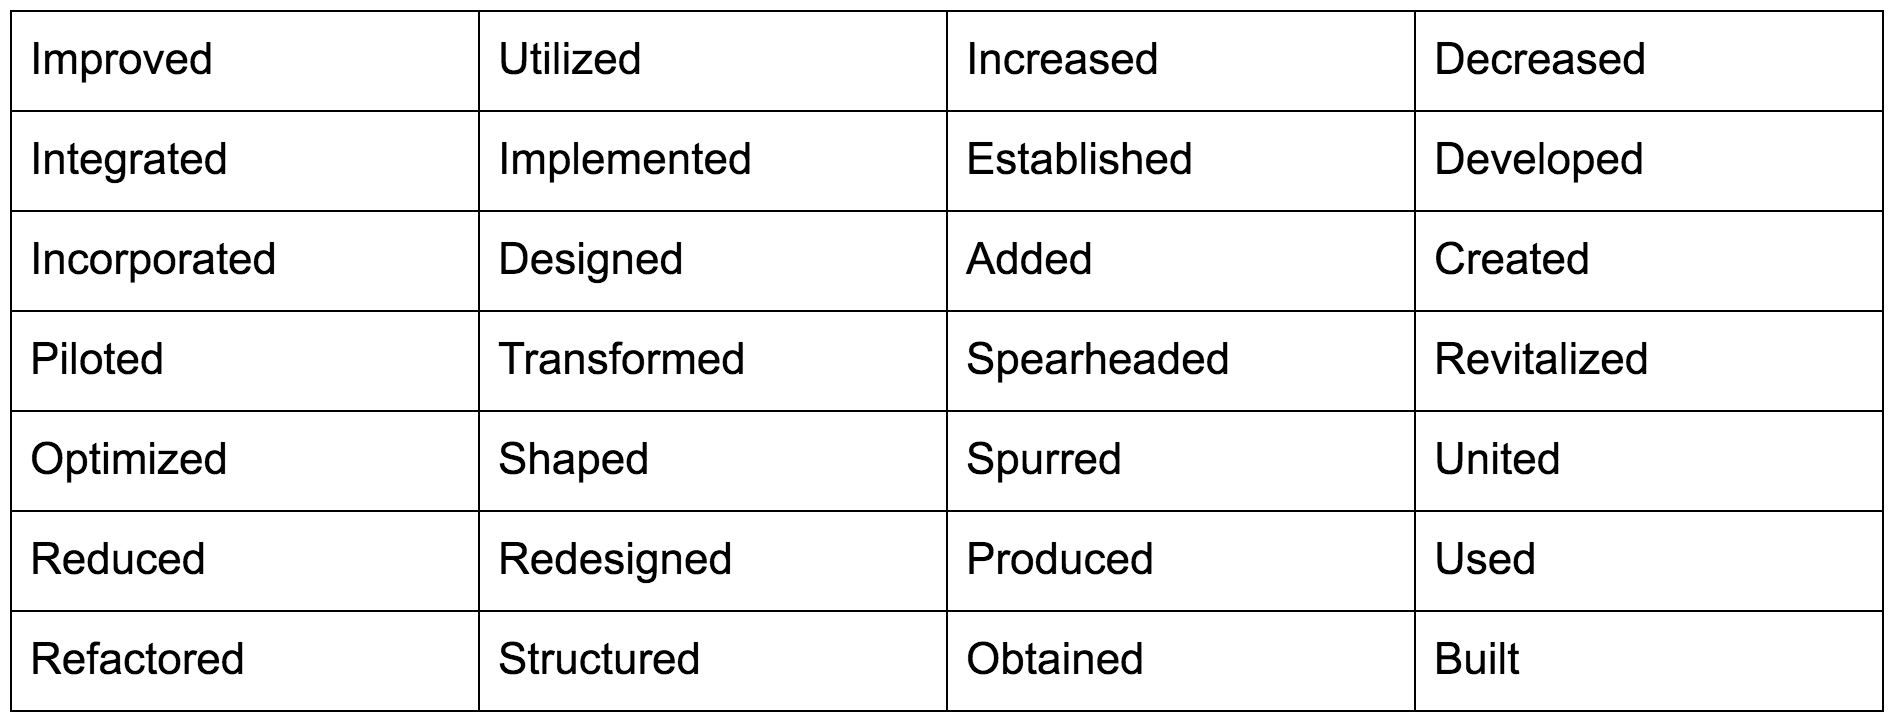 Improved Utilized Increased Decreased
Integrated Implemented Established Developed
Incorporated Designed Added Created
Piloted Transformed Spearheaded Revitalized
Optimized Shaped Spurred United
Reduced Redesigned Produced Used
Refactored Structured Obtained Built